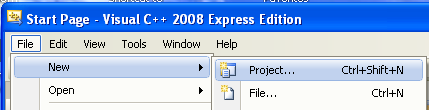 Start Page - Visual C++ 2008 Express Edition
File Edit View Tools Window Help
New Project... Ctrl+Shift+N
Open File... Ctrl+N